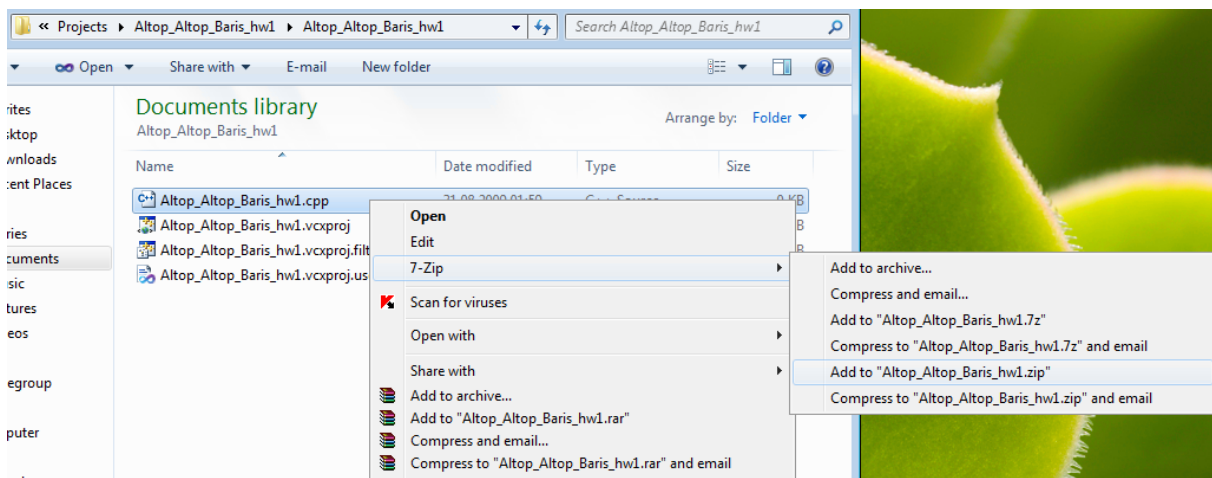 « Projects ▸ Altop_Altop_Baris_hw1 ▸ Altop_Altop_Baris_hw1 Search Altop_Baris_hw1
Open Share with E-mail New folder
Documents library
Altop_Altop_Baris_hw1
Arrange by: Folder
Name Date modified Type Size
rites
sktop
wnloads
cent Places
ries
cuments
sic
tures
eos
egroup
puter
Altop_Altop_Baris_hw1.cpp
Altop_Altop_Baris_hw1.vcxproj
Altop_Altop_Baris_hw1.vcxproj.filt
Altop_Altop_Baris_hw1.vcxproj.us
Open
Edit
7-Zip
Scan for viruses
Open with
Share with
Add to archive...
Add to "Altop_Altop_Baris_hw1.rar"
Compress and email...
Compress to "Altop_Altop_Baris_hw1.rar" and email
Add to archive...
Compress and email...
Add to "Altop_Altop_Baris_hw1.7z"
Compress to "Altop_Altop_Baris_hw1.7z" and email
Add to "Altop_Altop_Baris_hw1.zip"
Compress to "Altop_Altop_Baris_hw1.zip" and email